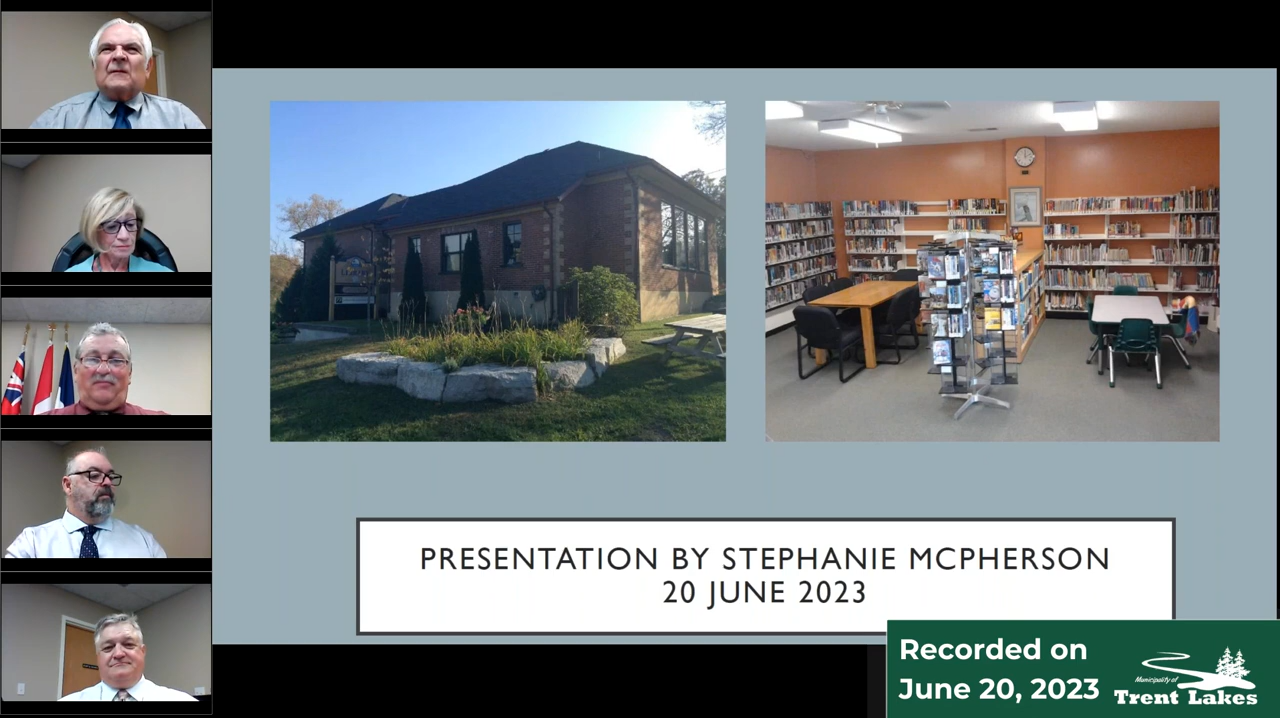 PRESENTATION BY STEPHANIE MCPHERSON
20 JUNE 2023
Recorded on
June 20, 2023
Municipality of
Trent Lakes